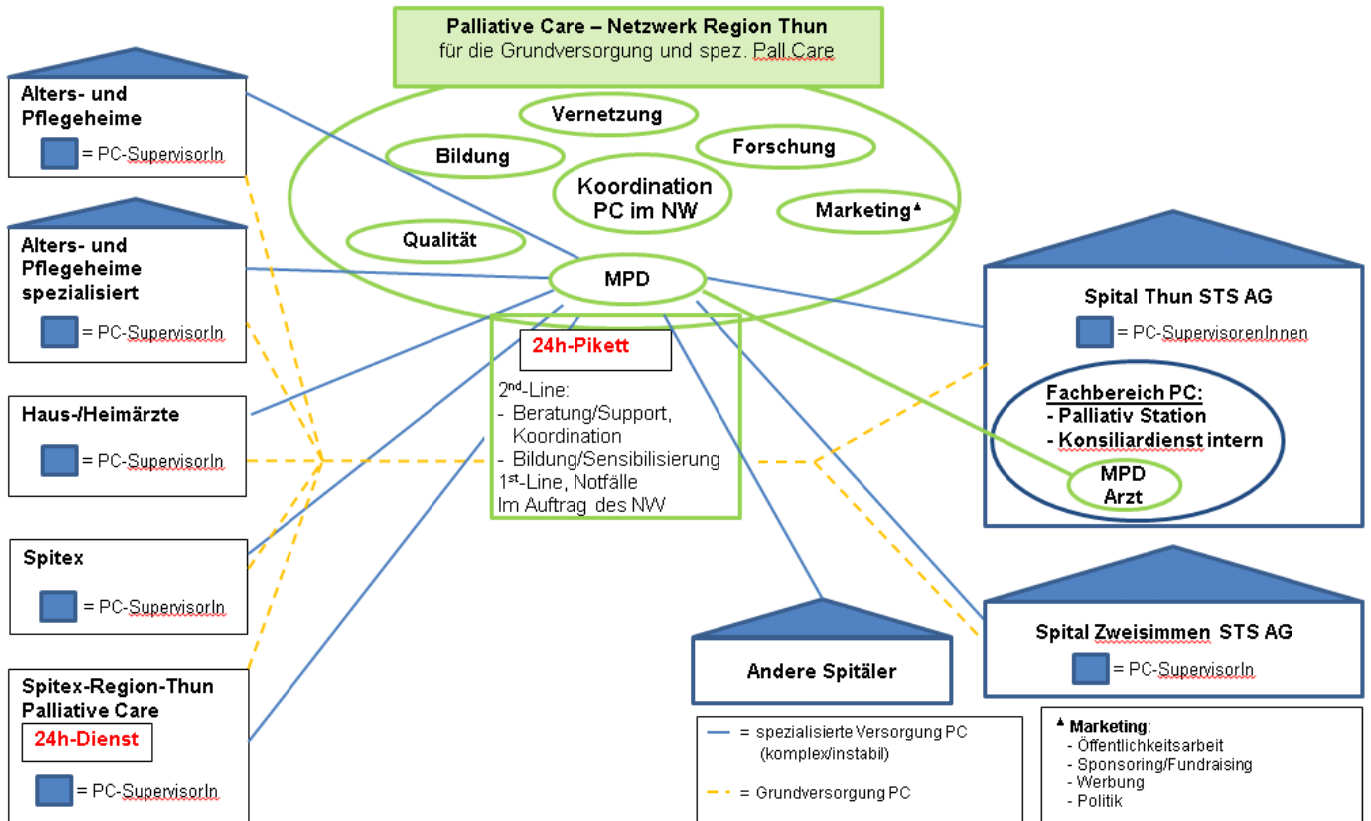 Palliative Care – Netzwerk Region Thun
für die Grundversorgung und spez. Pall.Care
Vernetzung
Bildung
Forschung
Koordination
PC im NW
Marketing▲
Qualität
MPD
24h-Pikett
2nd-Line:
- Beratung/Support,
Koordination
- Bildung/Sensibilisierung
1st-Line, Notfälle
Im Auftrag des NW
Alters- und
Pflegeheime
= PC-SupervisorIn
Alters- und
Pflegeheime
spezialisiert
= PC-SupervisorIn
Haus-/Heimärzte
= PC-SupervisorIn
Spitex
= PC-SupervisorIn
Spitex-Region-Thun
Palliative Care
24h-Dienst
= PC-SupervisorIn
Spital Thun STS AG
= PC-SupervisorenInnen
Fachbereich PC:
- Palliativ Station
- Konsiliardienst intern
MPD
Arzt
Spital Zweisimmen STS AG
= PC-SupervisorIn
Andere Spitäler
= spezialisierte Versorgung PC
(komplex/instabil)
= Grundversorgung PC
▲ Marketing:
- Öffentlichkeitsarbeit
- Sponsoring/Fundraising
- Werbung
- Politik